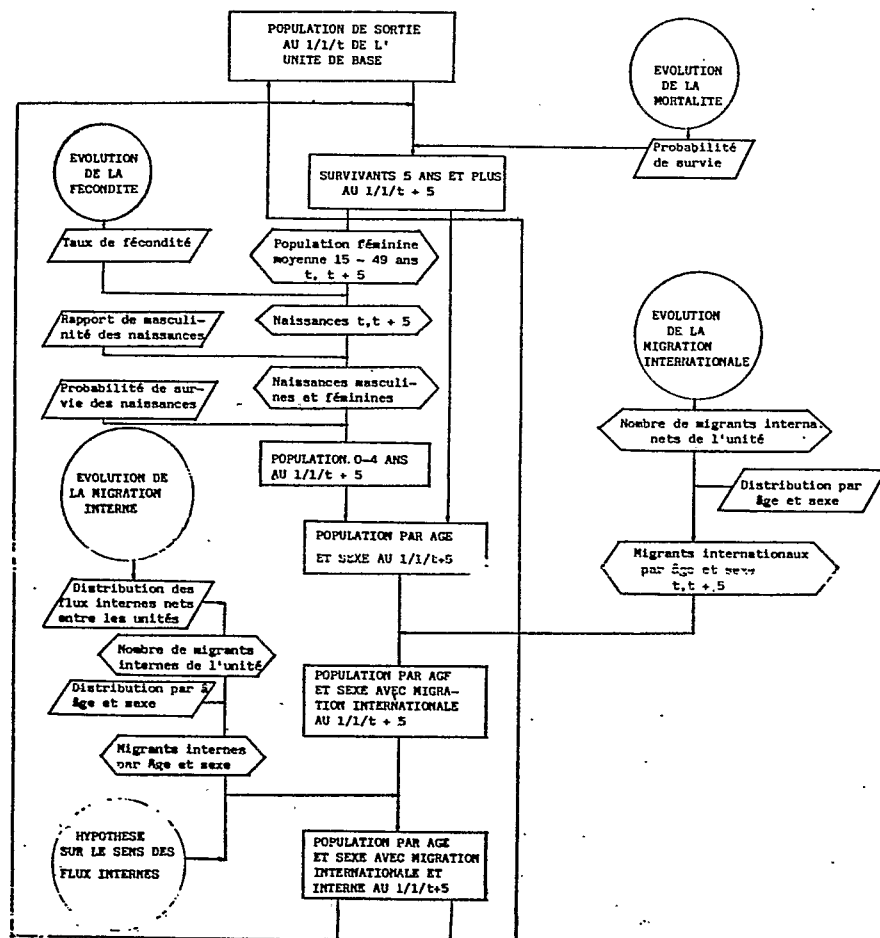 POPULATION DE SORTIE
AU 1/1/t DE L'
UNITE DE BASE
EVOLUTION
DE LA
MORTALITE
Probabilité
de survie
EVOLUTION
DE LA
FECONDITE
SURVIVANTS 5 ANS ET PLUS
AU 1/1/t + 5
Taux de fécondité
Population féminine
moyenne 15 - 49 ans
t, t + 5
Rapport de masculi-
nité des naissances
Naissances t,t + 5
EVOLUTION
DE LA
MIGRATION
INTERNATIONALE
Probabilité de sur-
vie des naissances
Naissances masculi-
nes et féminines
Nombre de migrants interna.
nets de l'unité
EVOLUTION DE
LA MIGRATION
INTERNE
POPULATION.0-4 ANS
AU 1/1/t + 5
Distribution par
âge et sexe
POPULATION PAR AGE
ET SEXE AU 1/1/t+5
Migrants internationaux
par âge et sexe
t,t + 5
Distribution des
flux internes nets
entre les unités
Nombre de migrants
internes de l'unité
Distribution par â
âge et sexe
POPULATION PAR AGE
ET SEXE AVEC MIGRA-
TION INTERNATIONALE
AU 1/1/t + 5
Migrants internes
par âge et sexe
HYPOTHESE
SUR LE SENS DES
FLUX INTERNES
POPULATION PAR AGE
ET SEXE AVEC MIGRATION
INTERNATIONALE ET
INTERNE AU 1/1/t+5